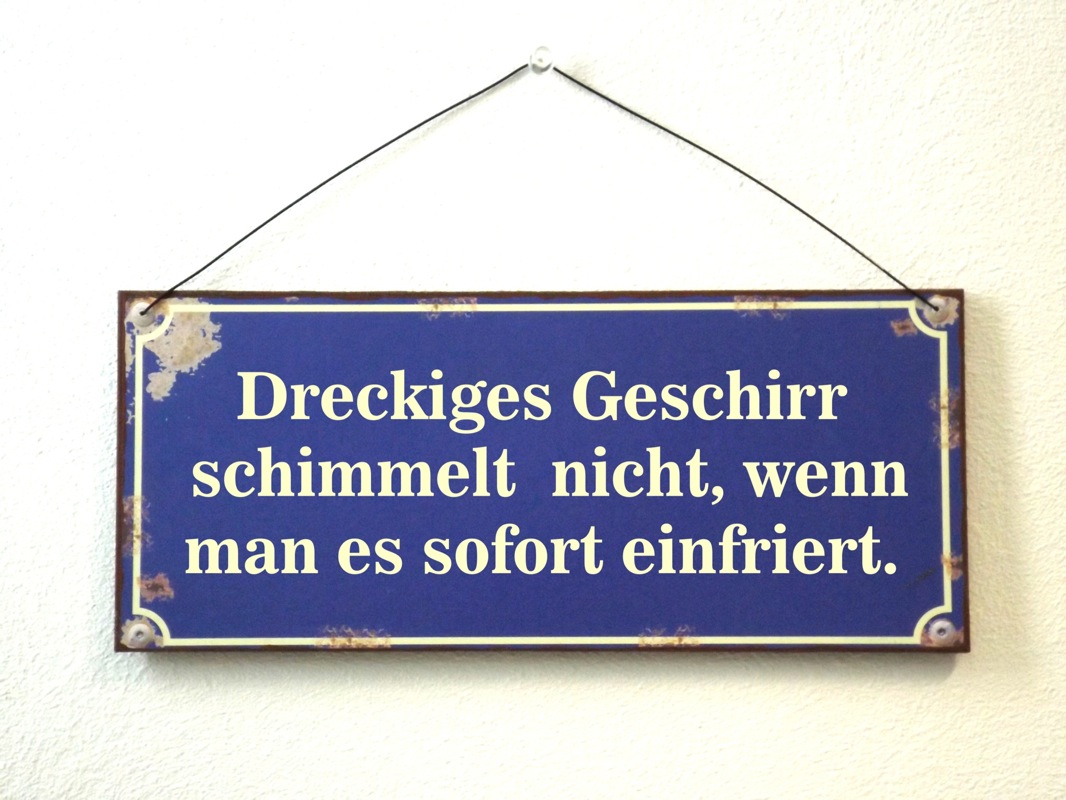 Dreckiges Geschirr
schimmelt nicht, wenn
man es sofort einfriert.